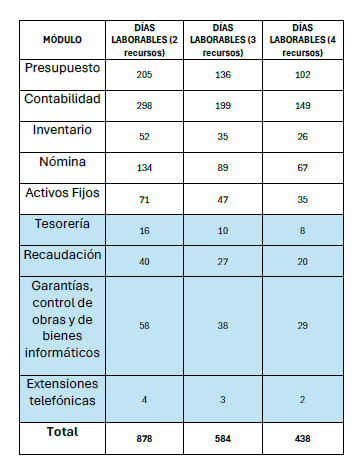 MÓDULO DÍAS LABORABLES (2 recursos) DÍAS LABORABLES (3 recursos) DÍAS LABORABLES (4 recursos)
Presupuesto 205 136 102
Contabilidad 298 199 149
Inventario 52 35 26
Nómina 134 89 67
Activos Fijos 71 47 35
Tesorería 16 10 8
Recaudación 40 27 20
Garantías, control de obras y de bienes informáticos 58 38 29
Extensiones telefónicas 4 3 2
Total 878 584 438